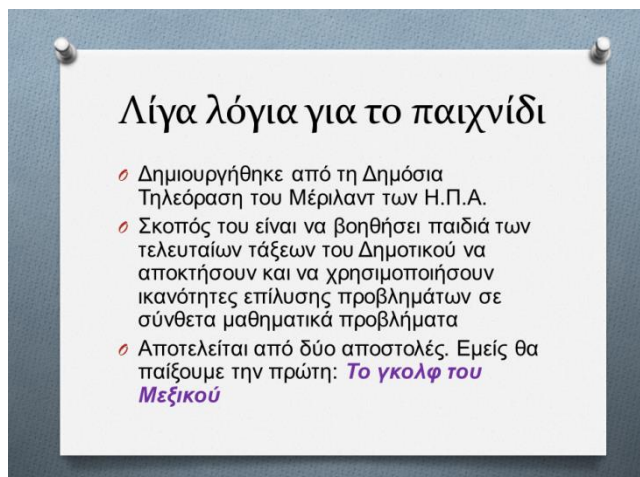 Λίγα λόγια για το παιχνίδι
Δημιουργήθηκε από τη Δημόσια
Τηλεόραση του Μέριλαντ των Η.Π.Α.
Σκοπός του είναι να βοηθήσει παιδιά των
τελευταίων τάξεων του Δημοτικού να
αποκτήσουν και να χρησιμοποιήσουν
ικανότητες επίλυσης προβλημάτων σε
σύνθετα μαθηματικά προβλήματα
Αποτελείται από δύο αποστολές. Εμείς θα
παίξουμε την πρώτη: Το γκολφ του
Μεξικού